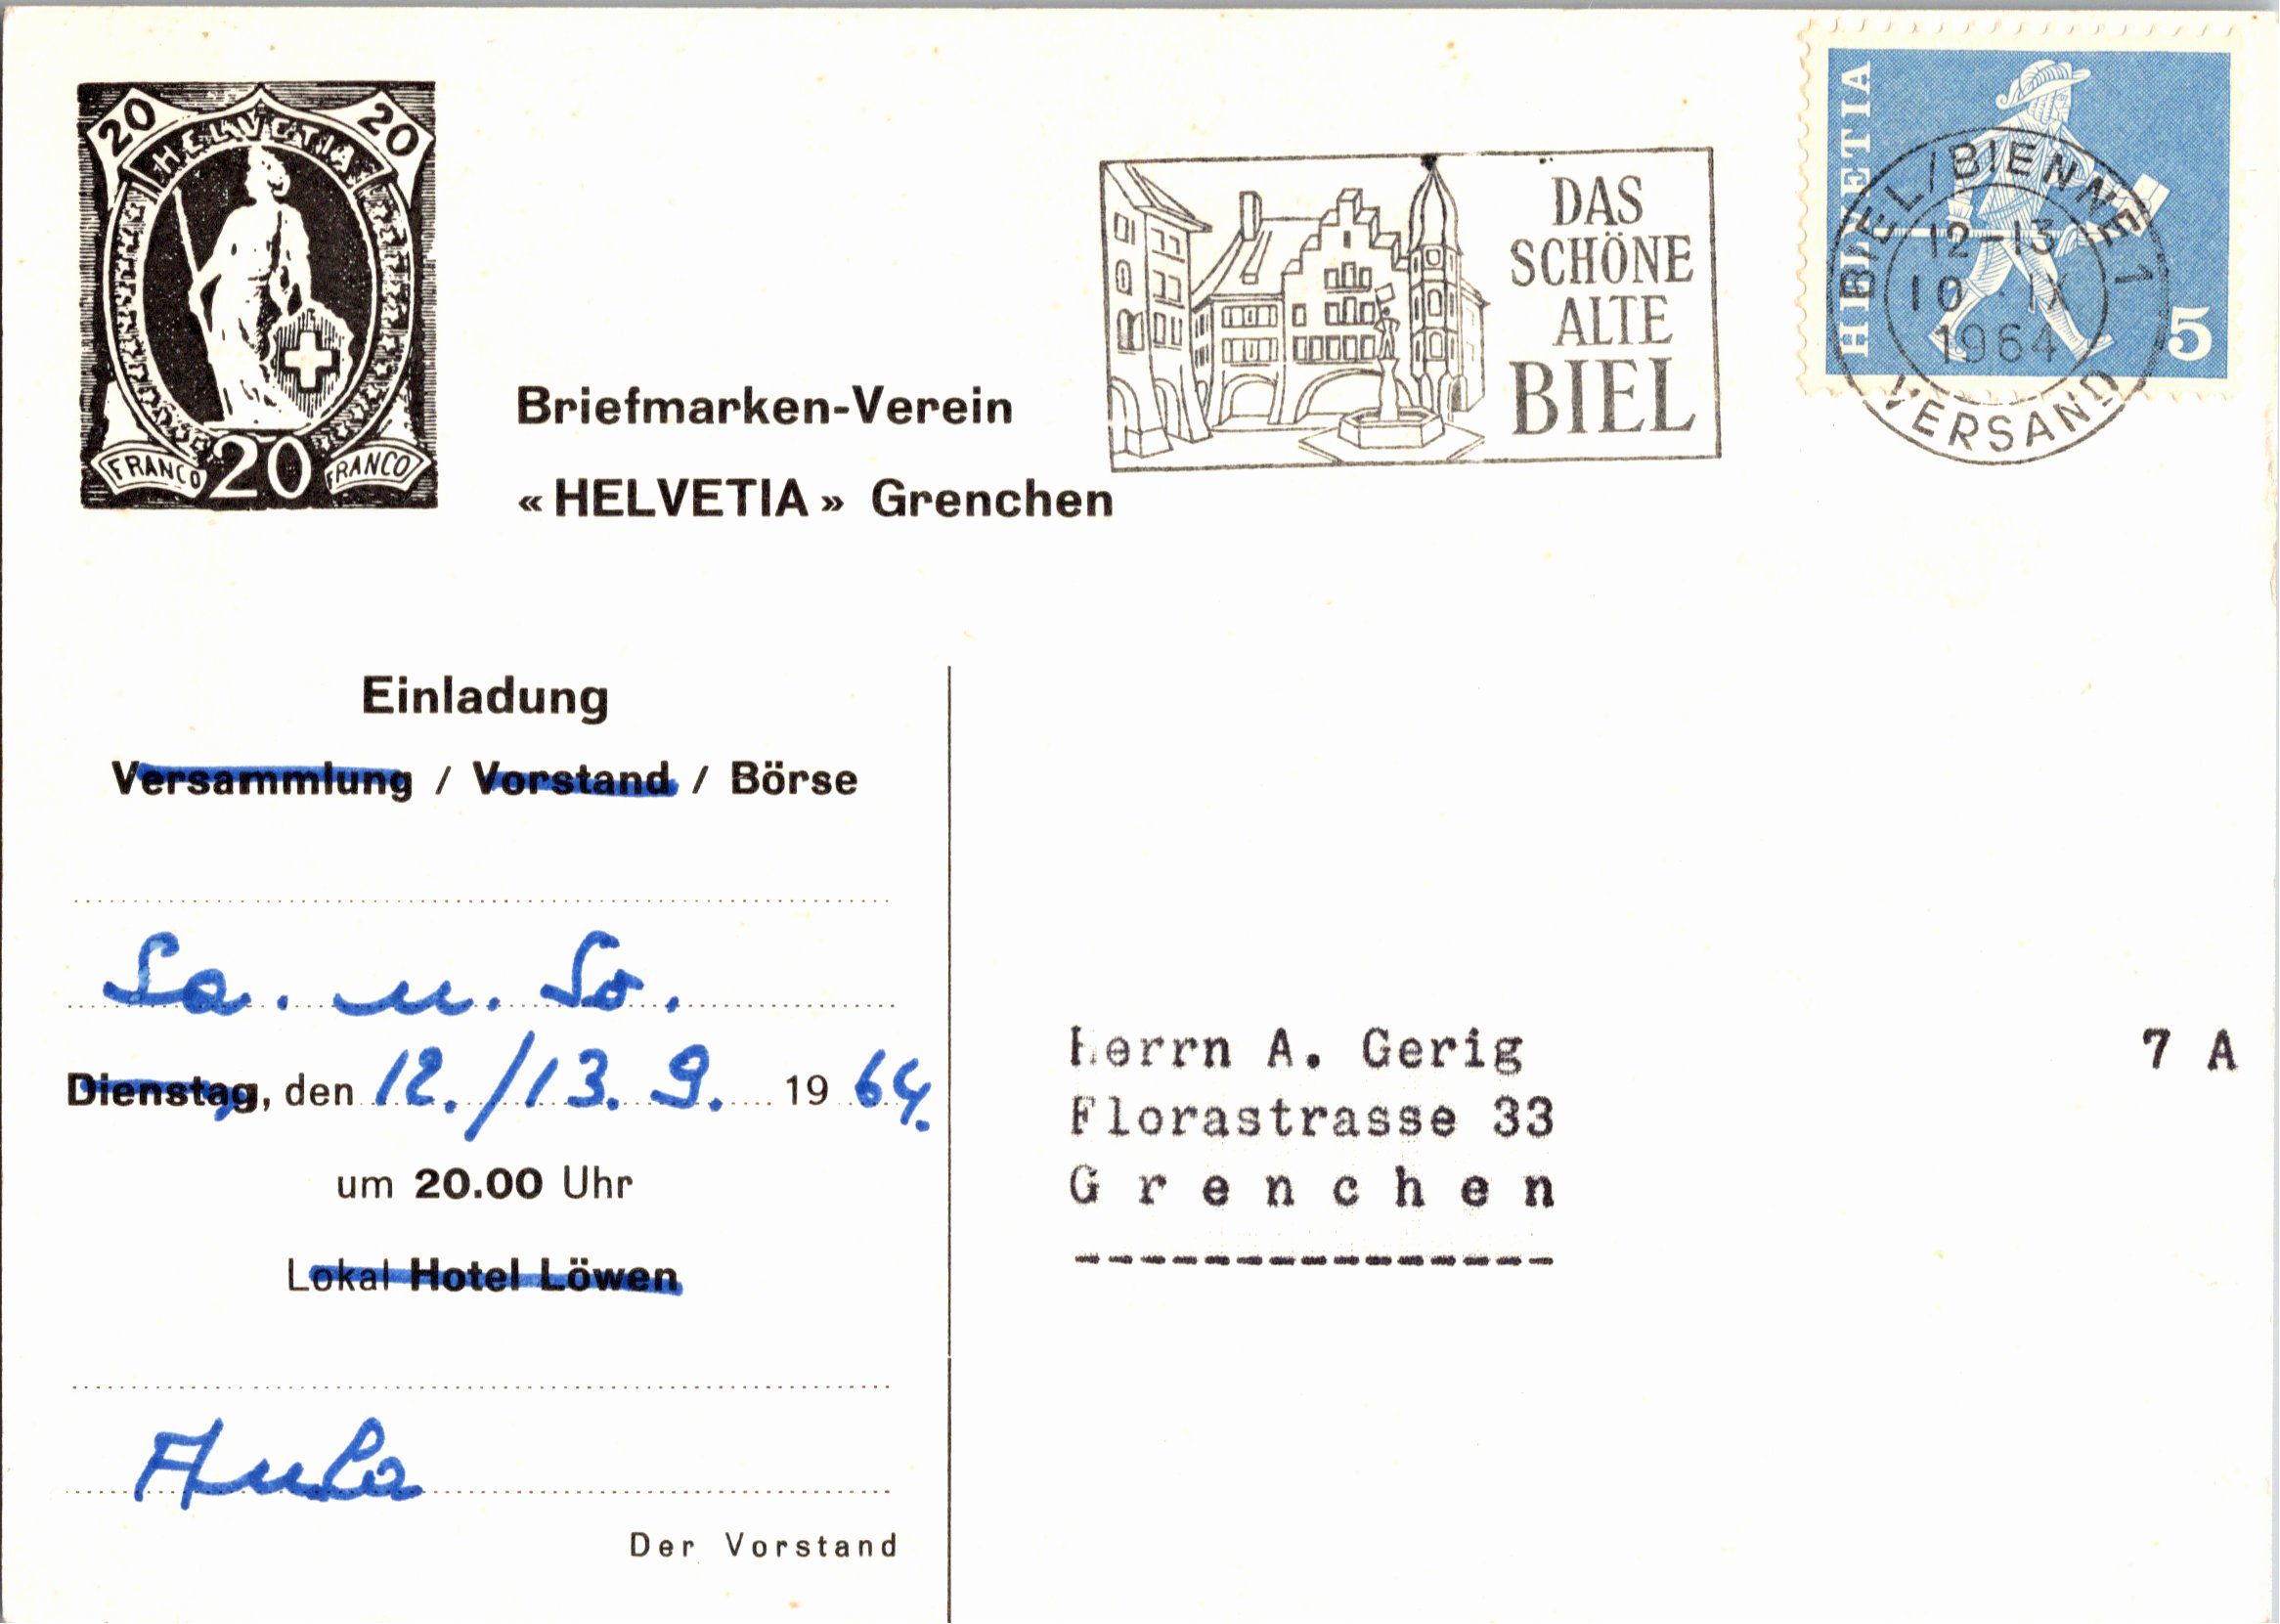 20 20
HELVETIA
FRANCO 20 FRANCO
Briefmarken-Verein
« HELVETIA » Grenchen
DAS
SCHÖNE
ALTE
BIEL
HELVETIA
5
BIEL/BIENNE 1
12-13
10. IX
1964
VERSAND
Einladung
Versammlung / Vorstand / Börse
Sa. u. So.
Dienstag, den 12./13. 9. 1964.
um 20.00 Uhr
Lokal Hotel Löwen
Aula
Der Vorstand
Herrn A. Gerig 7 A
Florastrasse 33
Grenchen